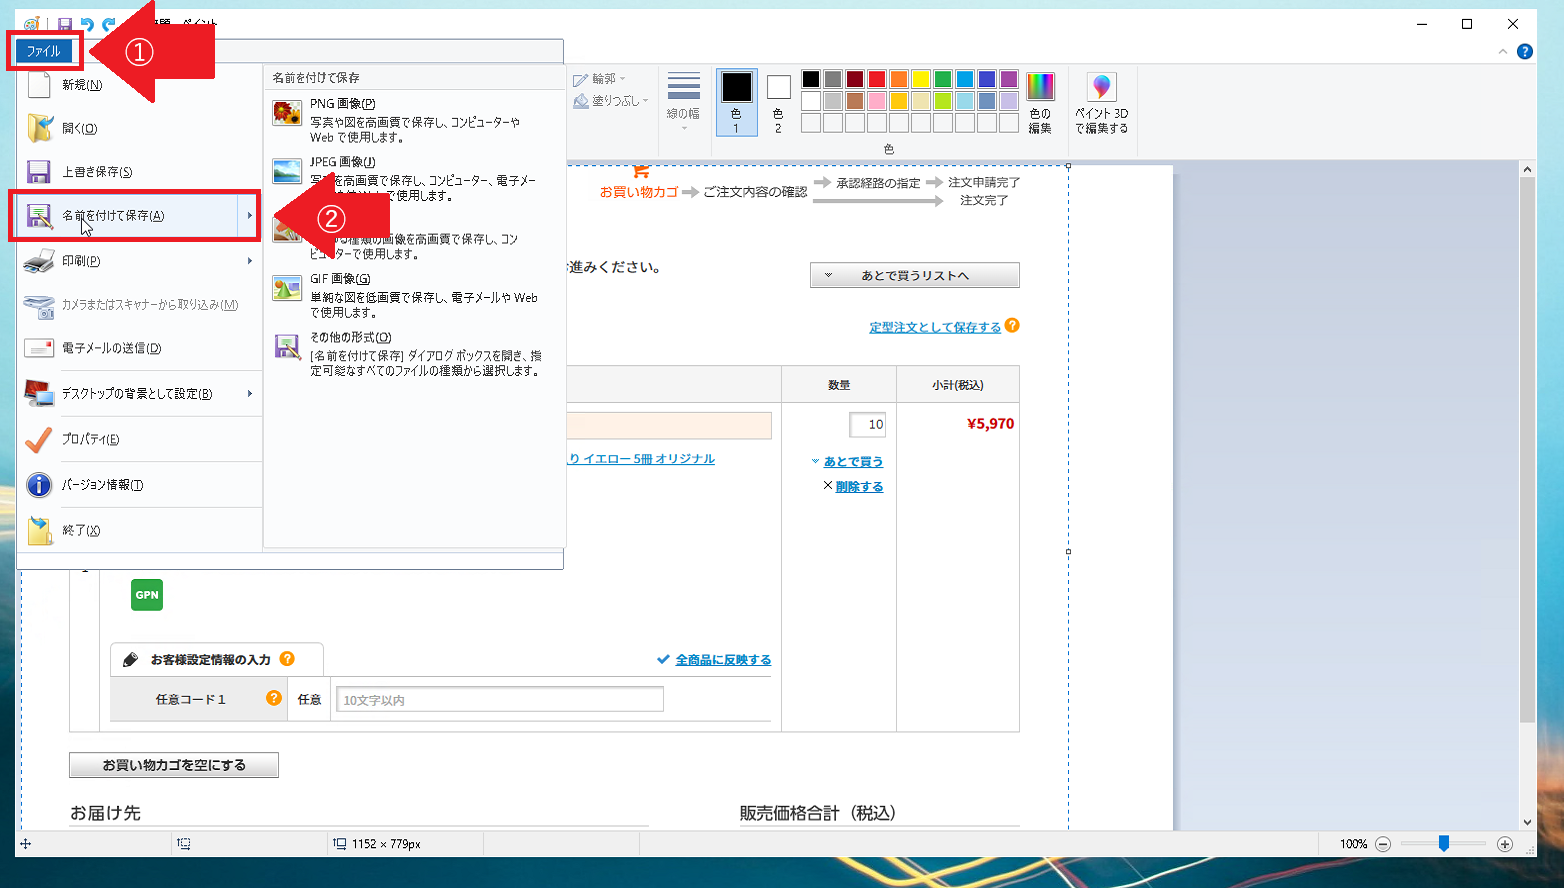 ペイント
ファイル
①
新規(N)
開く(O)
上書き保存(S)
名前を付けて保存(A)
印刷(P)
カメラまたはスキャナーから取り込み(M)
電子メールの送信(D)
デスクトップの背景として設定(B)
プロパティ(E)
バージョン情報(T)
終了(X)
名前を付けて保存
PNG 画像(P)
写真や図を高画質で保存し、コンピューターや
Web で使用します。
JPEG 画像(J)
を高画質で保存し、コンピューター、電子メー
で使用します。
②
種類の画像を高画質で保存し、コン
ピューターで使用します。
GIF 画像(G)
単純な図を低画質で保存し、電子メールや Web
で使用します。
その他の形式(O)
[名前を付けて保存] ダイアログ ボックスを開き、指
定可能なすべてのファイルの種類から選択します。
輪郭
塗りつぶし
線の幅
色
1
色
2
色の
編集
ペイント 3D
で編集する
色
お買い物カゴ
ご注文内容の確認
承認経路の指定
注文申請完了
注文完了
進みください。
あとで買うリストへ
定型注文として保存する
数量
小計(税込)
10
¥5,970
り イエロー 5冊 オリジナル
あとで買う
削除する
GPN
お客様設定情報の入力
全商品に反映する
任意コード１
任意
10文字以内
お買い物カゴを空にする
お届け先
販売価格合計（税込）
1152 × 779px
100%